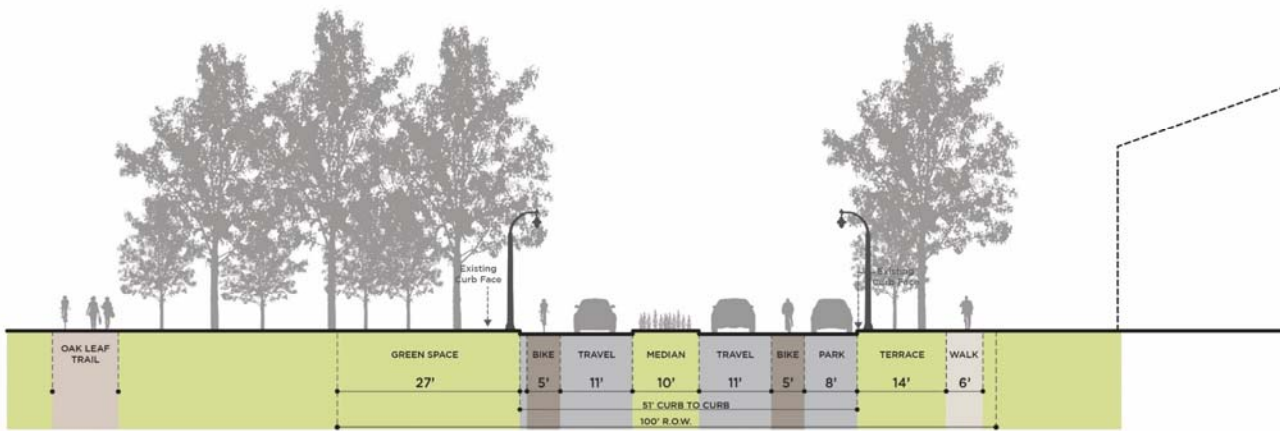 Existing
Curb Face
Existing
Curb Face
OAK LEAF
TRAIL
GREEN SPACE
27'
BIKE
5'
TRAVEL
11'
MEDIAN
10'
TRAVEL
11'
BIKE
5'
PARK
8'
TERRACE
14'
WALK
6'
51' CURB TO CURB
100' R.O.W.